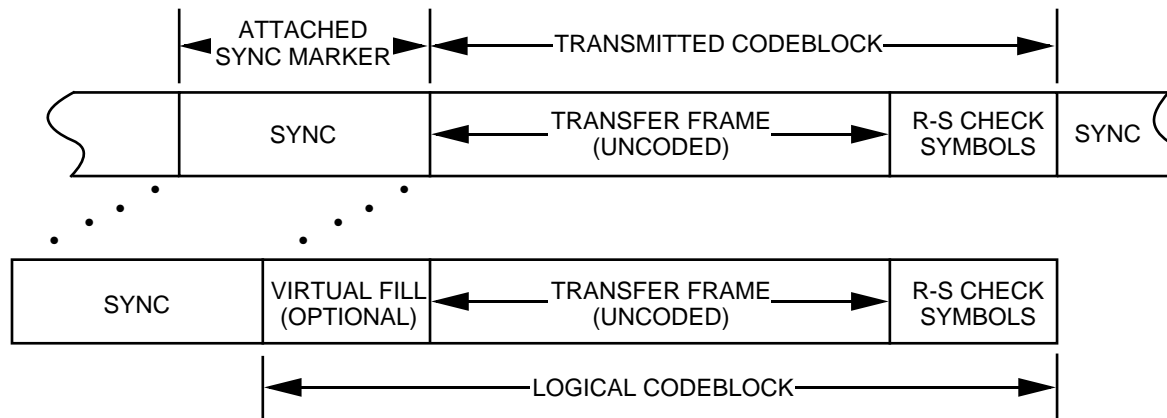 ATTACHED
SYNC MARKER
TRANSMITTED CODEBLOCK
SYNC
TRANSFER FRAME
(UNCODED)
R-S CHECK
SYMBOLS
SYNC
SYNC
VIRTUAL FILL
(OPTIONAL)
TRANSFER FRAME
(UNCODED)
R-S CHECK
SYMBOLS
LOGICAL CODEBLOCK